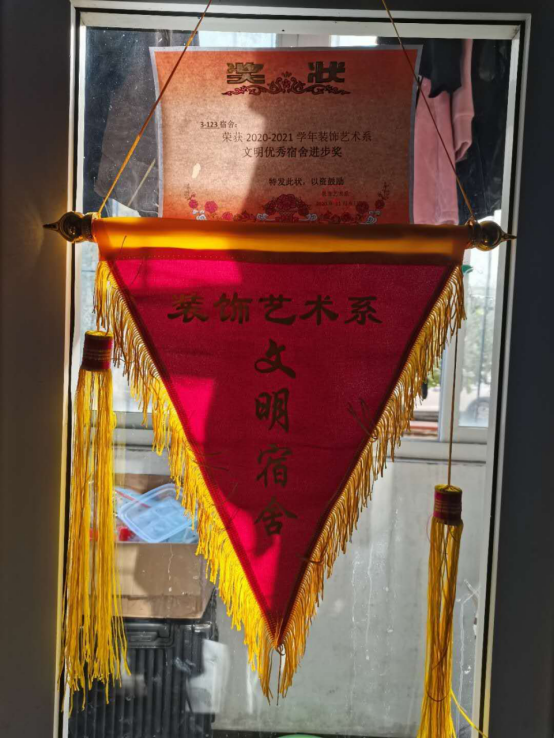 奖状
3-123宿舍：
荣获2020-2021学年装饰艺术系
文明优秀宿舍进步奖
特发此状，以资鼓励
装饰艺术系
文明宿舍